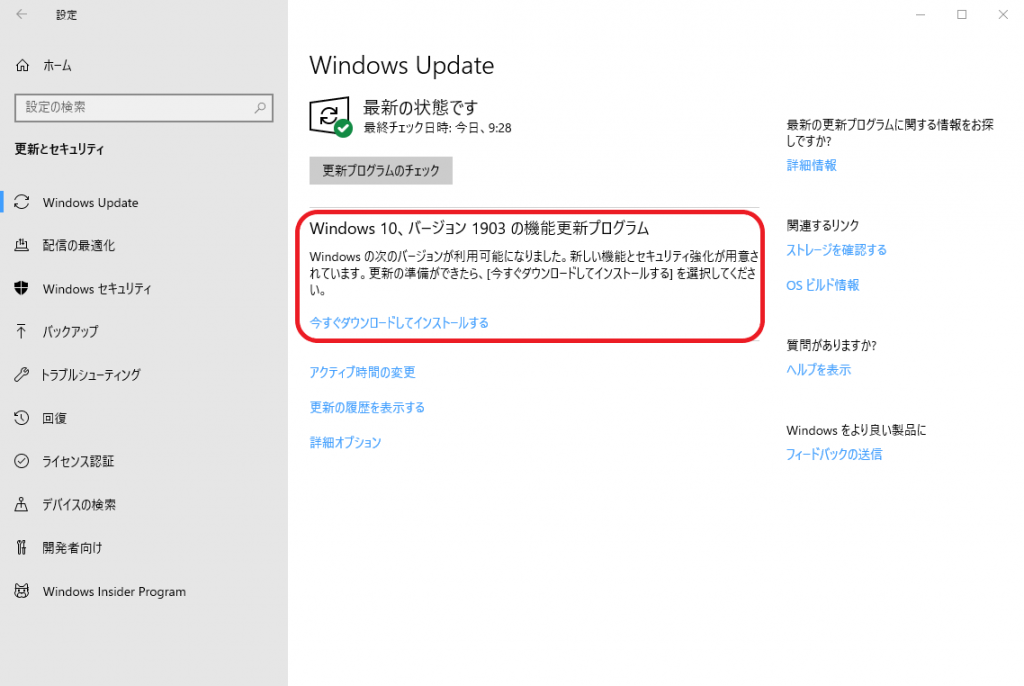 設定
ホーム
設定の検索
更新とセキュリティ
Windows Update
配信の最適化
Windows セキュリティ
バックアップ
トラブルシューティング
回復
ライセンス認証
デバイスの検索
開発者向け
Windows Insider Program
Windows Update
最新の状態です
最終チェック日時: 今日、9:28
更新プログラムのチェック
Windows 10、バージョン 1903 の機能更新プログラム
Windows の次のバージョンが利用可能になりました。新しい機能とセキュリティ強化が用意さ
れています。更新の準備ができたら、[今すぐダウンロードしてインストールする] を選択してくださ
い。
今すぐダウンロードしてインストールする
アクティブ時間の変更
更新の履歴を表示する
詳細オプション
最新の更新プログラムに関する情報をお探
しですか?
詳細情報
関連するリンク
ストレージを確認する
OS ビルド情報
質問がありますか?
ヘルプを表示
Windows をより良い製品に
フィードバックの送信